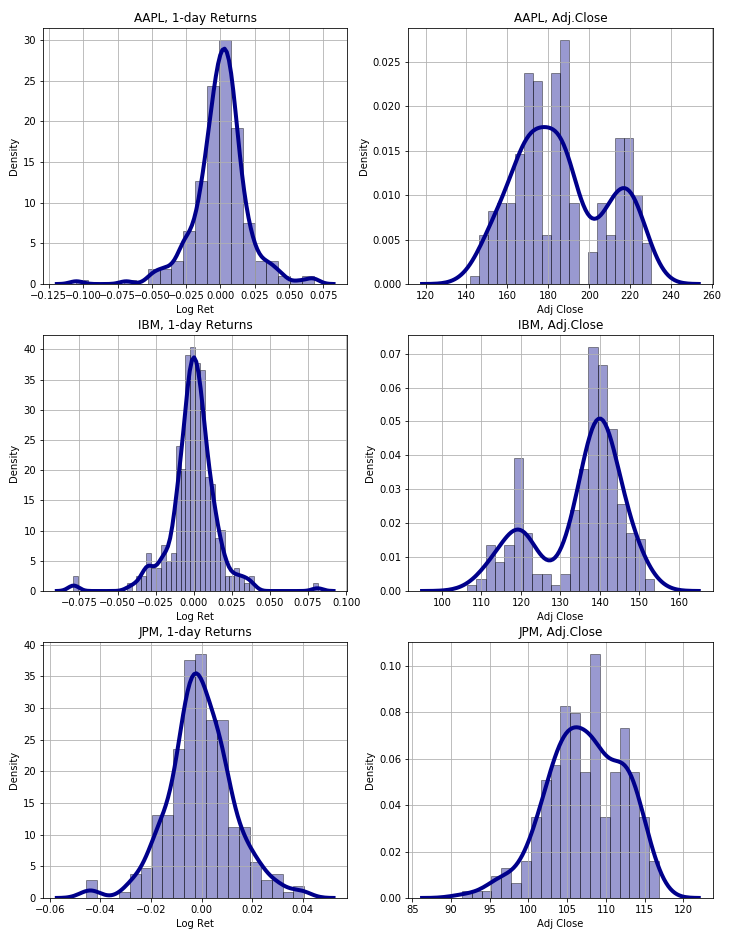 AAPL, 1-day Returns
AAPL, Adj.Close
30
25
20
15
10
5
0
Density
−0.125 −0.100 −0.075 −0.050 −0.025 0.000 0.025 0.050 0.075
Log Ret
0.025
0.020
0.015
0.010
0.005
0.000
Density
120 140 160 180 200 220 240 260
Adj Close
IBM, 1-day Returns
IBM, Adj.Close
40
35
30
25
20
15
10
5
0
Density
−0.075 −0.050 −0.025 0.000 0.025 0.050 0.075 0.100
Log Ret
0.07
0.06
0.05
0.04
0.03
0.02
0.01
0.00
Density
100 110 120 130 140 150 160
Adj Close
JPM, 1-day Returns
JPM, Adj.Close
40
35
30
25
20
15
10
5
0
Density
−0.06 −0.04 −0.02 0.00 0.02 0.04
Log Ret
0.10
0.08
0.06
0.04
0.02
0.00
Density
85 90 95 100 105 110 115 120
Adj Close